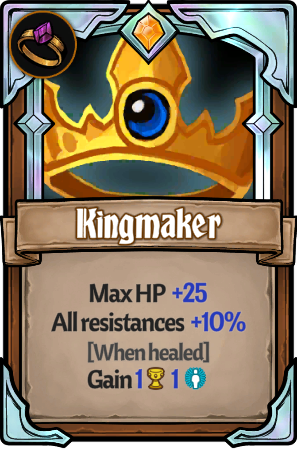 Kingmaker
Max HP +25
All resistances +10%
[When healed]
Gain 1 1